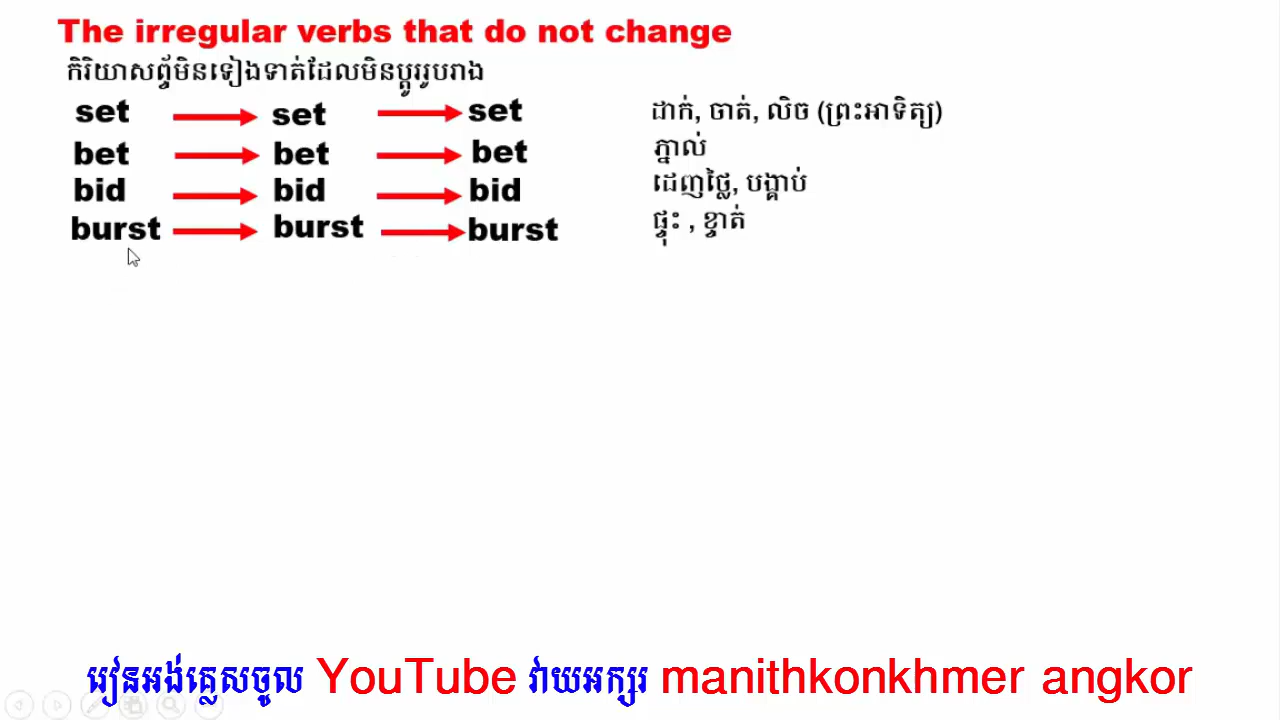 The irregular verbs that do not change
កិរិយាសព្ទ័មិនទៀងទាត់ដែលមិនប្តូររូបរាង
set set set ដាក់, ចាត់, លិច (ព្រះអាទិត្យ)
bet bet bet ភ្នាល់
bid bid bid ដេញថ្លៃ, បង្គាប់
burst burst burst ផ្ទុះ , ខ្ចាត់
រៀនអង់គ្លេសចូល YouTube វាយអក្សរ manithkonkhmer angkor